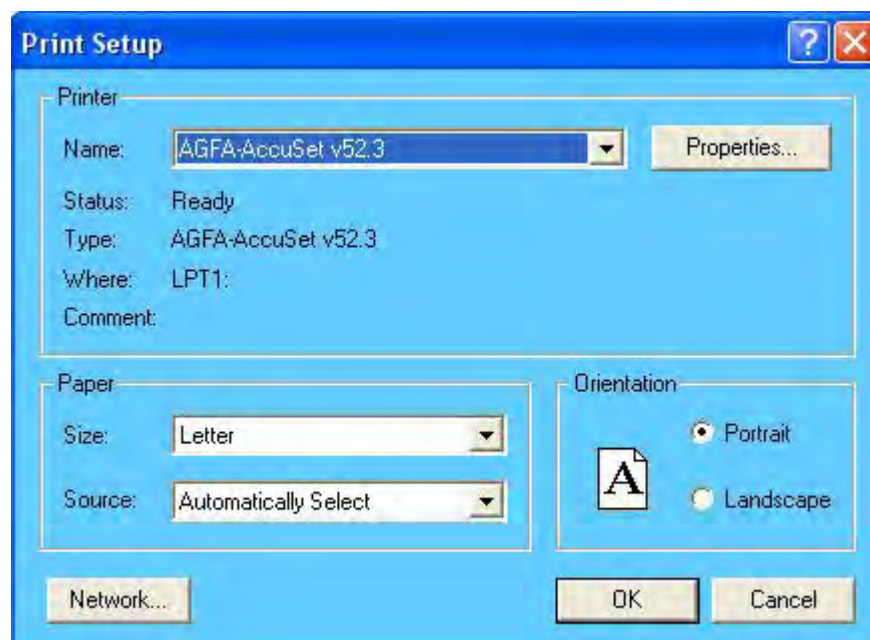 Print Setup
Printer
Name: AGFA-AccuSet v52.3 Properties...
Status: Ready
Type: AGFA-AccuSet v52.3
Where: LPT1:
Comment:
Paper
Size: Letter
Source: Automatically Select
Orientation
A
Portrait
Landscape
Network... OK Cancel